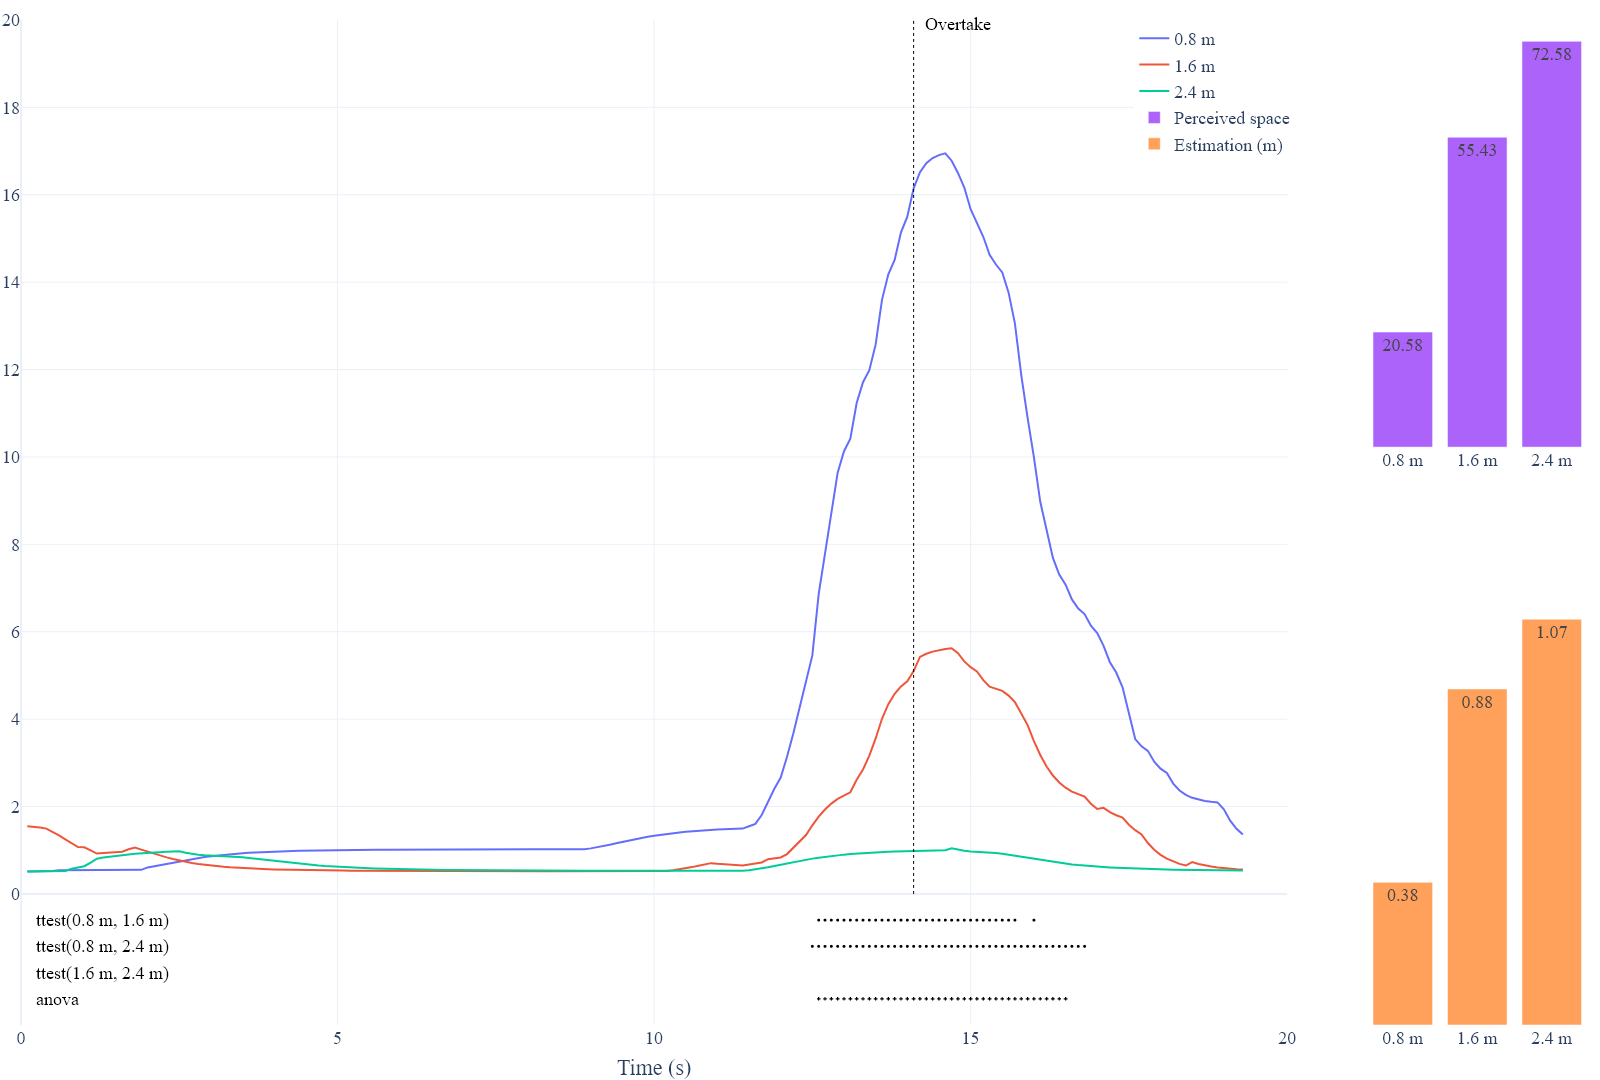 Overtake
0.8 m
1.6 m
2.4 m
Perceived space
Estimation (m)
20
18
16
14
12
10
8
6
4
2
0
ttest(0.8 m, 1.6 m)
ttest(0.8 m, 2.4 m)
ttest(1.6 m, 2.4 m)
anova
0 5 10 15 20
Time (s)
20.58 55.43 72.58
0.8 m 1.6 m 2.4 m
0.38 0.88 1.07
0.8 m 1.6 m 2.4 m